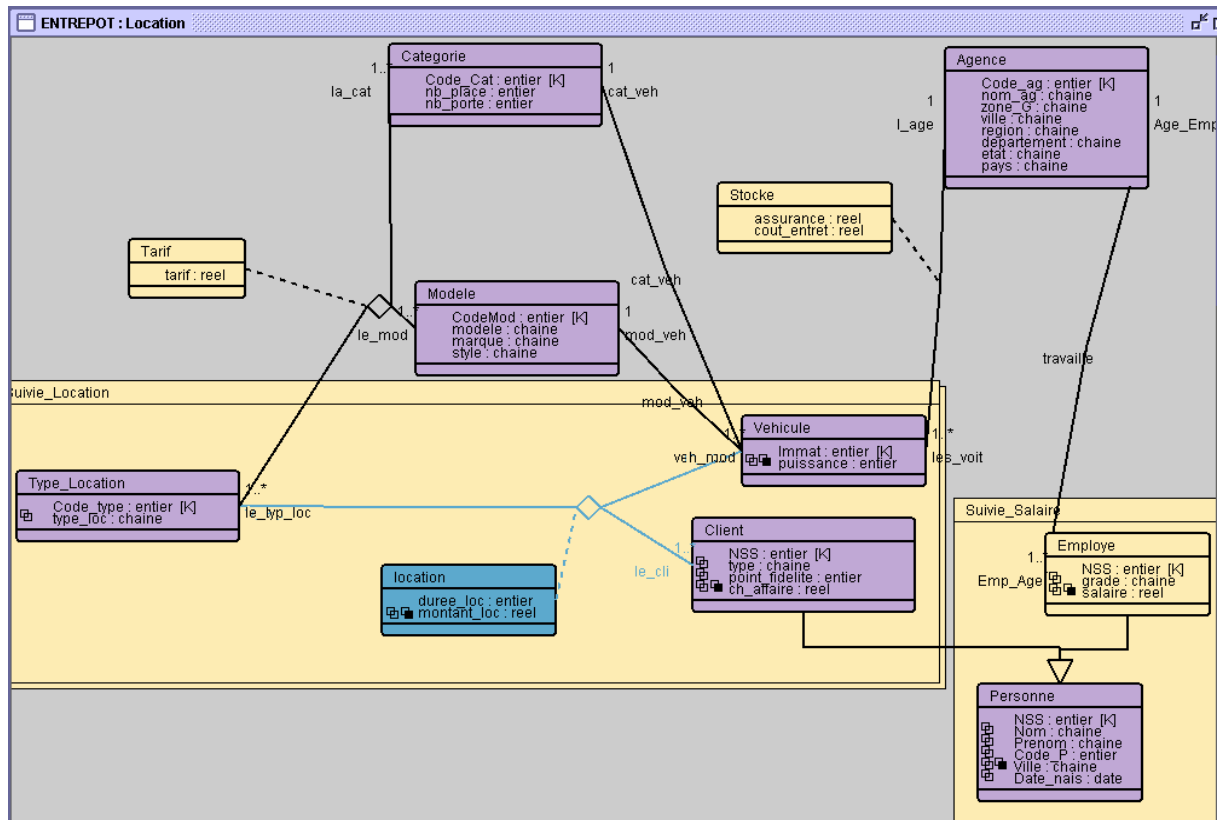 ENTREPOT : Location
Categorie
Code_Cat : entier [K]
nb_place : entier
nb_porte : entier
1..*
la_cat
1
cat_veh
Agence
Code_ag : entier [K]
nom_ag : chaine
zone_G : chaine
ville : chaine
region : chaine
departement : chaine
etat : chaine
pays : chaine
1
l_age
1
Age_Emp
Stocke
assurance : reel
cout_entret : reel
Tarif
tarif : reel
cat_veh
Modele
CodeMod : entier [K]
modele : chaine
marque : chaine
style : chaine
1..*
le_mod
1
mod_veh
travaille
uivie_Location
mod_veh
Vehicule
Immat : entier [K]
puissance : entier
1..*
veh_mod
1..*
les_voit
Type_Location
Code_type : entier [K]
type_loc : chaine
1..*
le_typ_loc
Suivie_Salaire
Client
NSS : entier [K]
type : chaine
point_fidelite : entier
ch_affaire : reel
1..*
le_cli
location
duree_loc : entier
montant_loc : reel
Employe
NSS : entier [K]
grade : chaine
salaire : reel
1..*
Emp_Age
Personne
NSS : entier [K]
Nom : chaine
Prenom : chaine
Code_P : entier
Ville : chaine
Date_nais : date